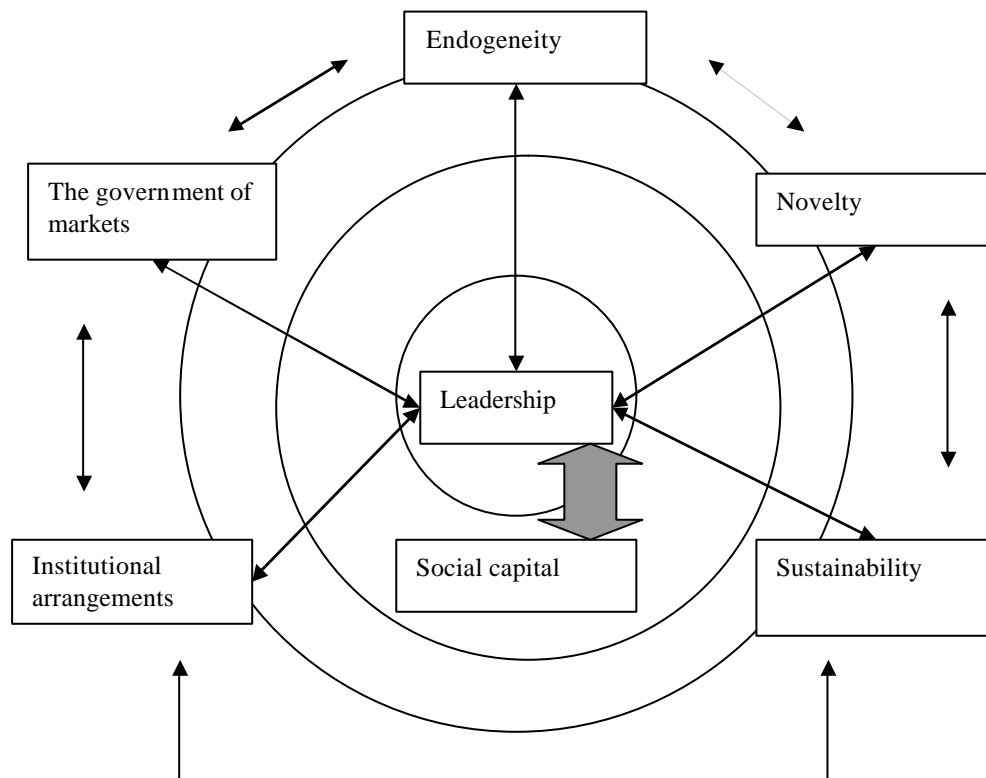 Endogeneity
The government of
markets
Novelty
Leadership
Institutional
arrangements
Social capital
Sustainability